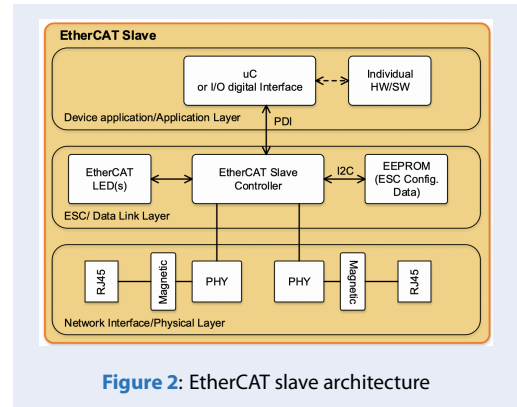 EtherCAT Slave
uC
or I/O digital Interface
Individual
HW/SW
Device application/Application Layer
PDI
EtherCAT
LED(s)
EtherCAT Slave
Controller
I2C
EEPROM
(ESC Config.
Data)
ESC/ Data Link Layer
RJ45
Magnetic
PHY
PHY
Magnetic
RJ45
Network Interface/Physical Layer
Figure 2: EtherCAT slave architecture